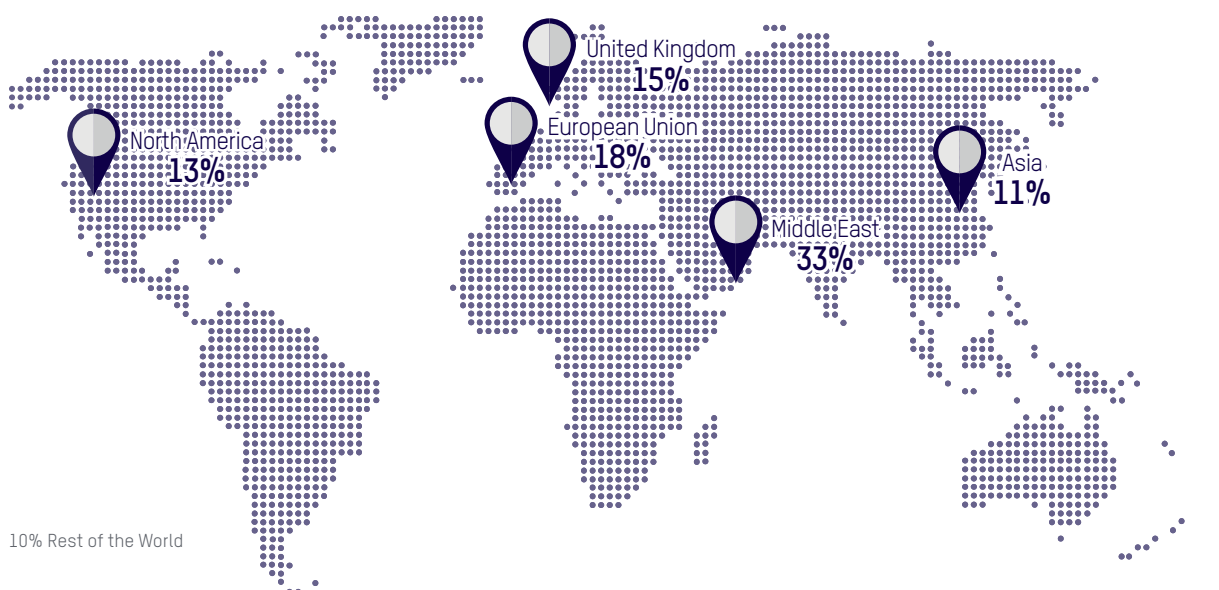 United Kingdom
15%
European Union
18%
North America
13%
Asia
11%
Middle East
33%
10% Rest of the World